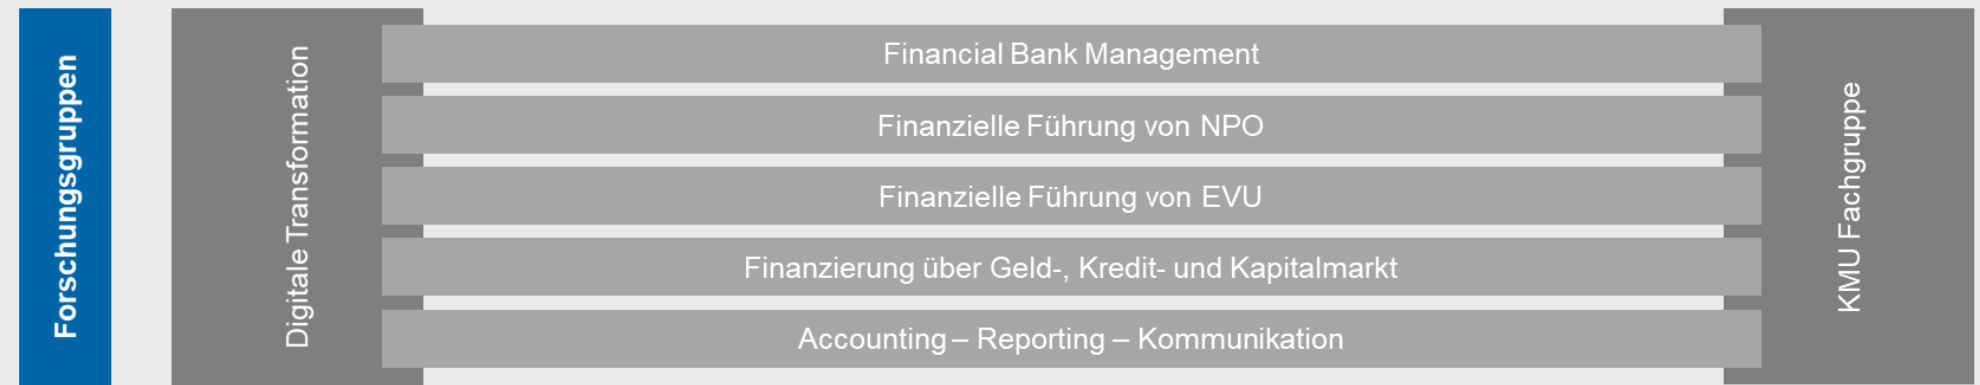 Forschungsgruppen
Digitale Transformation
Financial Bank Management
Finanzielle Führung von NPO
Finanzielle Führung von EVU
Finanzierung über Geld-, Kredit- und Kapitalmarkt
Accounting – Reporting – Kommunikation
KMU Fachgruppe